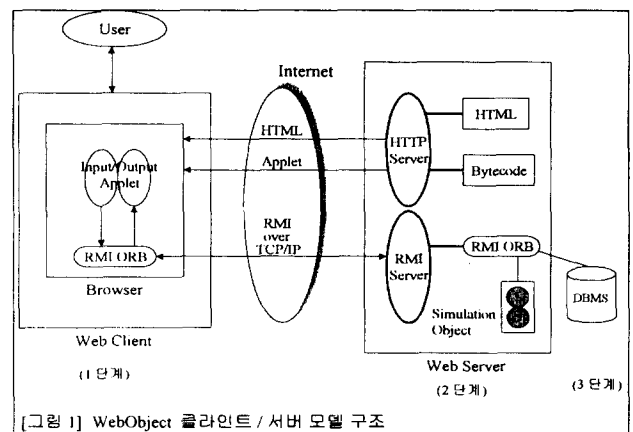 User
Internet
HTML
HTML
HTTP
Server
Applet
Bytecode
Input/Output
Applet
RMI
over
TCP/IP
RMI ORB
RMI
Server
RMI ORB
Browser
Simulation
Object
DBMS
Web Client
Web Server
(1 단계)
(2 단계)
(3 단계)
[그림 1] WebObject 클라인트 / 서버 모델 구조